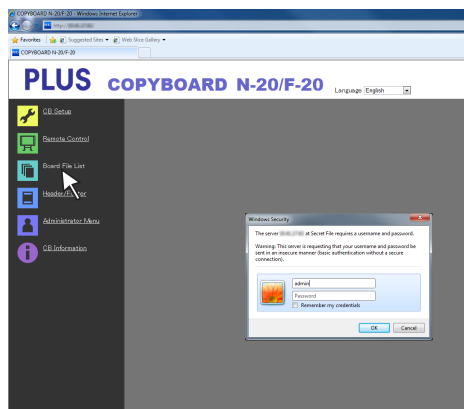 COPYBOARD N-20/F-20 - Windows Internet Explorer
http://
Favorites Suggested Sites Web Slice Gallery
COPYBOARD N-20/F-20
PLUS COPYBOARD N-20/F-20 Language English
CB Setup
Remote Control
Board File List
Header/Footer
Administrator Menu
CB Information
Windows Security
The server at Secret File requires a username and password.
Warning: This server is requesting that your username and password be
sent in an insecure manner (basic authentication without a secure
connection).
admin
Password
Remember my credentials
OK Cancel